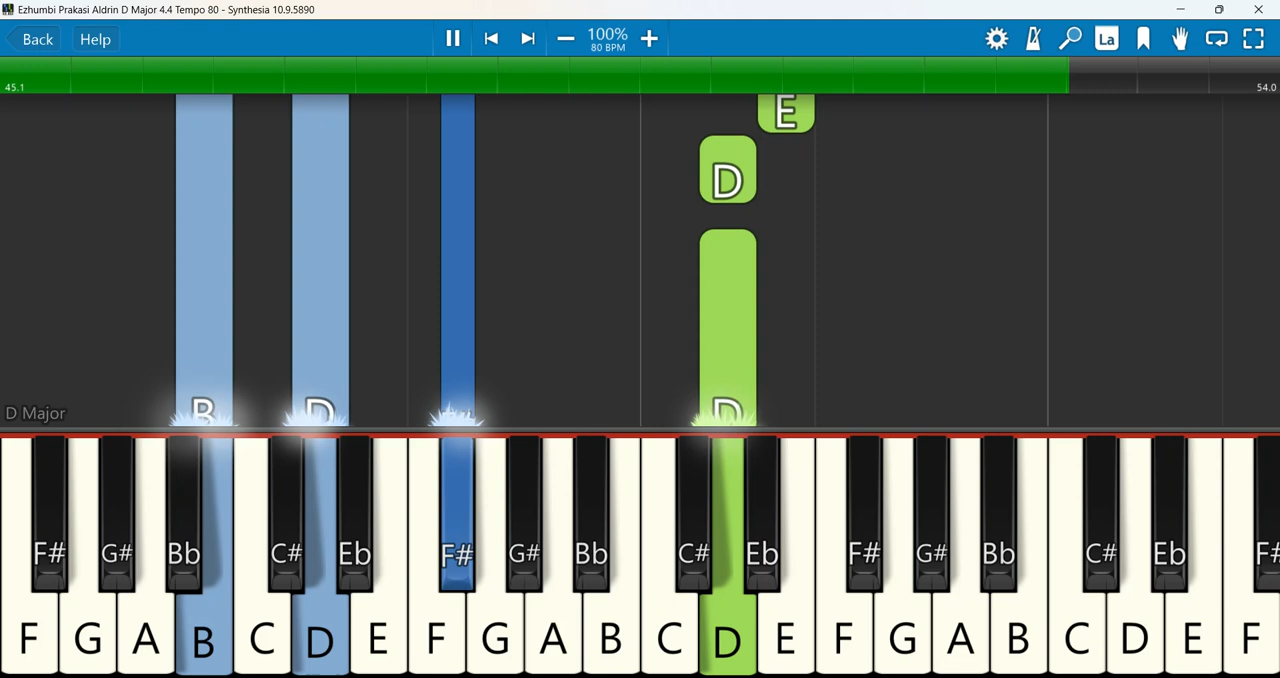 Ezhumbi Prakasi Aldrin D Major 4.4 Tempo 80 - Synthesia 10.9.5890
Back Help 100% La
80 BPM
45.1 54.0
E
D
D Major B D D
F# G# Bb C# Eb F# G# Bb C# Eb F# G# Bb C# Eb F#
F G A B C D E F G A B C D E F G A B C D E F